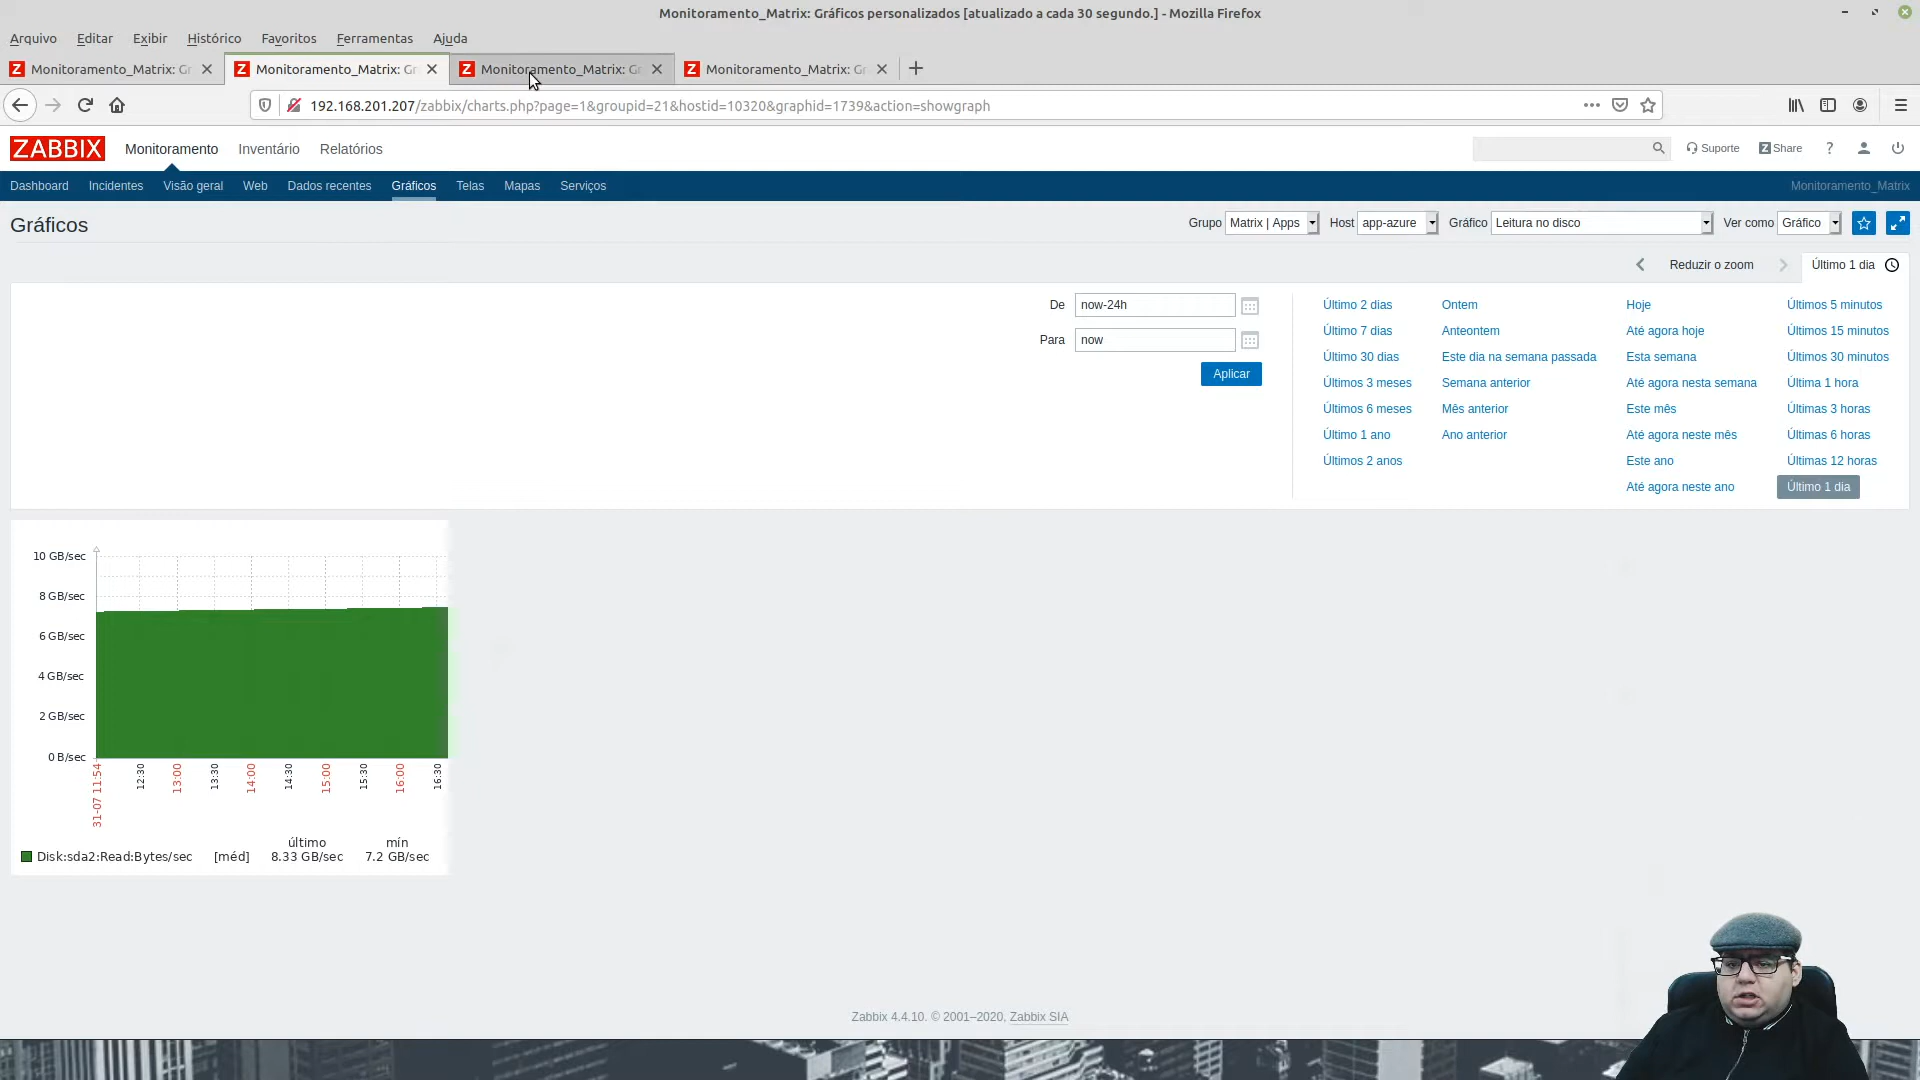 Monitoramento_Matrix: Gráficos personalizados [atualizado a cada 30 segundo.] - Mozilla Firefox
Arquivo Editar Exibir Histórico Favoritos Ferramentas Ajuda
Monitoramento_Matrix: Gr Monitoramento_Matrix: Gr Monitoramento_Matrix: Gr Monitoramento_Matrix: Gr
192.168.201.207/zabbix/charts.php?page=1&groupid=21&hostid=10320&graphid=1739&action=showgraph
ZABBIX Monitoramento Inventário Relatórios Suporte Z Share ?
Dashboard Incidentes Visão geral Web Dados recentes Gráficos Telas Mapas Serviços Monitoramento_Matrix
Gráficos Grupo Matrix | Apps Host app-azure Gráfico Leitura no disco Ver como Gráfico
Reduzir o zoom Último 1 dia
De now-24h
Para now
Aplicar
Último 2 dias Ontem Hoje Últimos 5 minutos
Último 7 dias Anteontem Até agora hoje Últimos 15 minutos
Último 30 dias Este dia na semana passada Esta semana Últimos 30 minutos
Últimos 3 meses Semana anterior Até agora nesta semana Última 1 hora
Últimos 6 meses Mês anterior Este mês Últimas 3 horas
Último 1 ano Ano anterior Até agora neste mês Últimas 6 horas
Últimos 2 anos Este ano Últimas 12 horas
Até agora neste ano Último 1 dia
10 GB/sec
8 GB/sec
6 GB/sec
4 GB/sec
2 GB/sec
0 B/sec
31-07 11:54 12:30 13:00 13:30 14:00 14:30 15:00 15:30 16:00 16:30
último mín
Disk:sda2:Read:Bytes/sec [méd] 8.33 GB/sec 7.2 GB/sec
Zabbix 4.4.10. © 2001–2020, Zabbix SIA